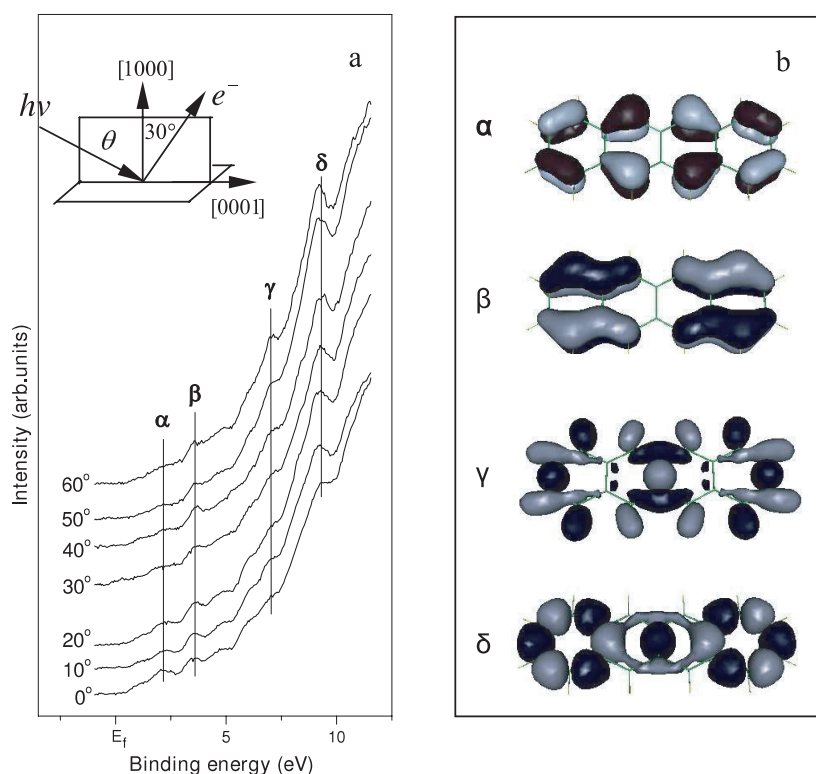 a
[1000]
hν
e⁻
30°
θ
[0001]
δ
γ
β
α
60°
50°
40°
30°
20°
10°
0°
Intensity (arb.units)
E_f 5 10
Binding energy (eV)
b
α
β
γ
δ